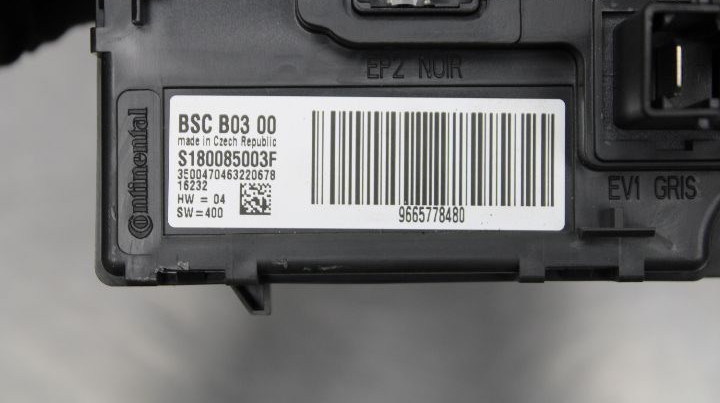 EP2 NOIR
Continental
BSC B03 00
made in Czech Republic
S180085003F
3500470463220678
16232
HW = 04
SW=400
9665778480
EV1 GRIS